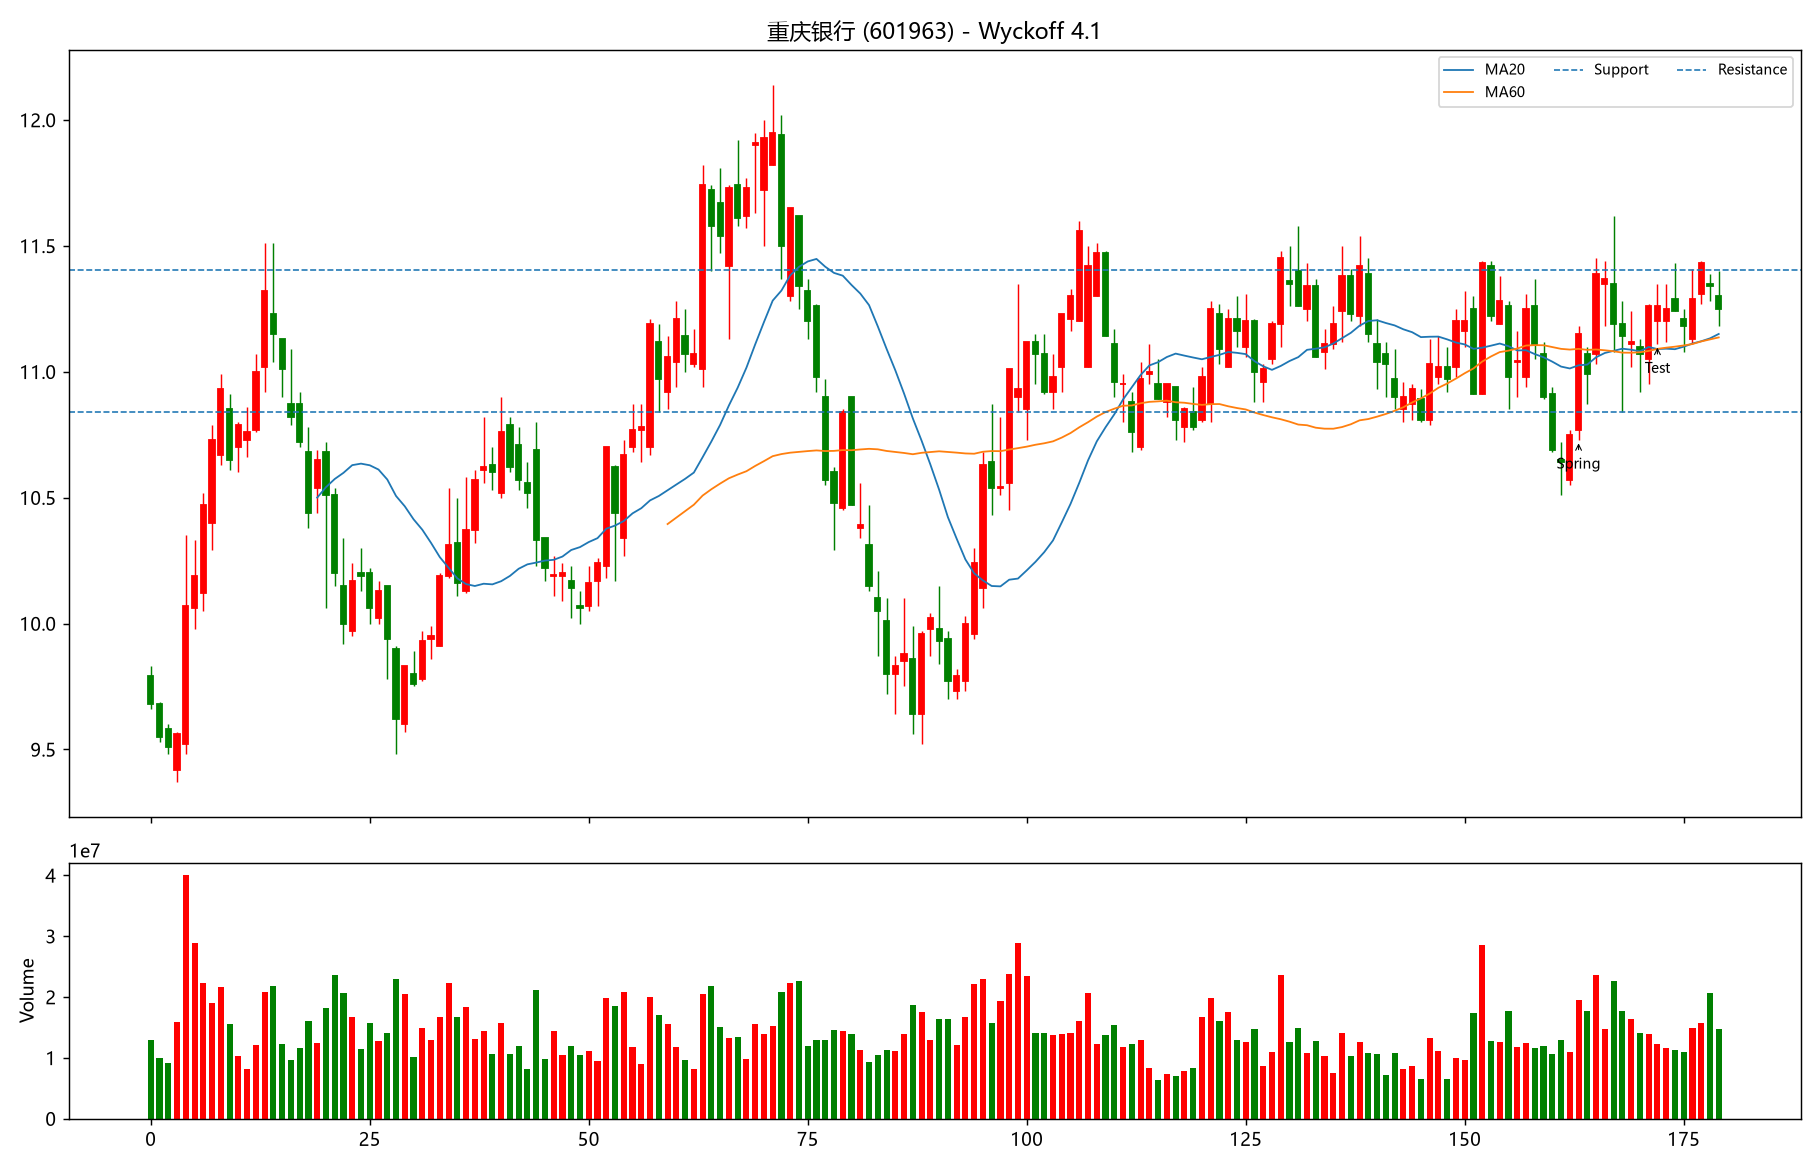 重庆银行 (601963) - Wyckoff 4.1
MA20
MA60
Support
Resistance
12.0
11.5
11.0
10.5
10.0
9.5
Test
Spring
1e7
4
3
2
1
0
Volume
0 25 50 75 100 125 150 175